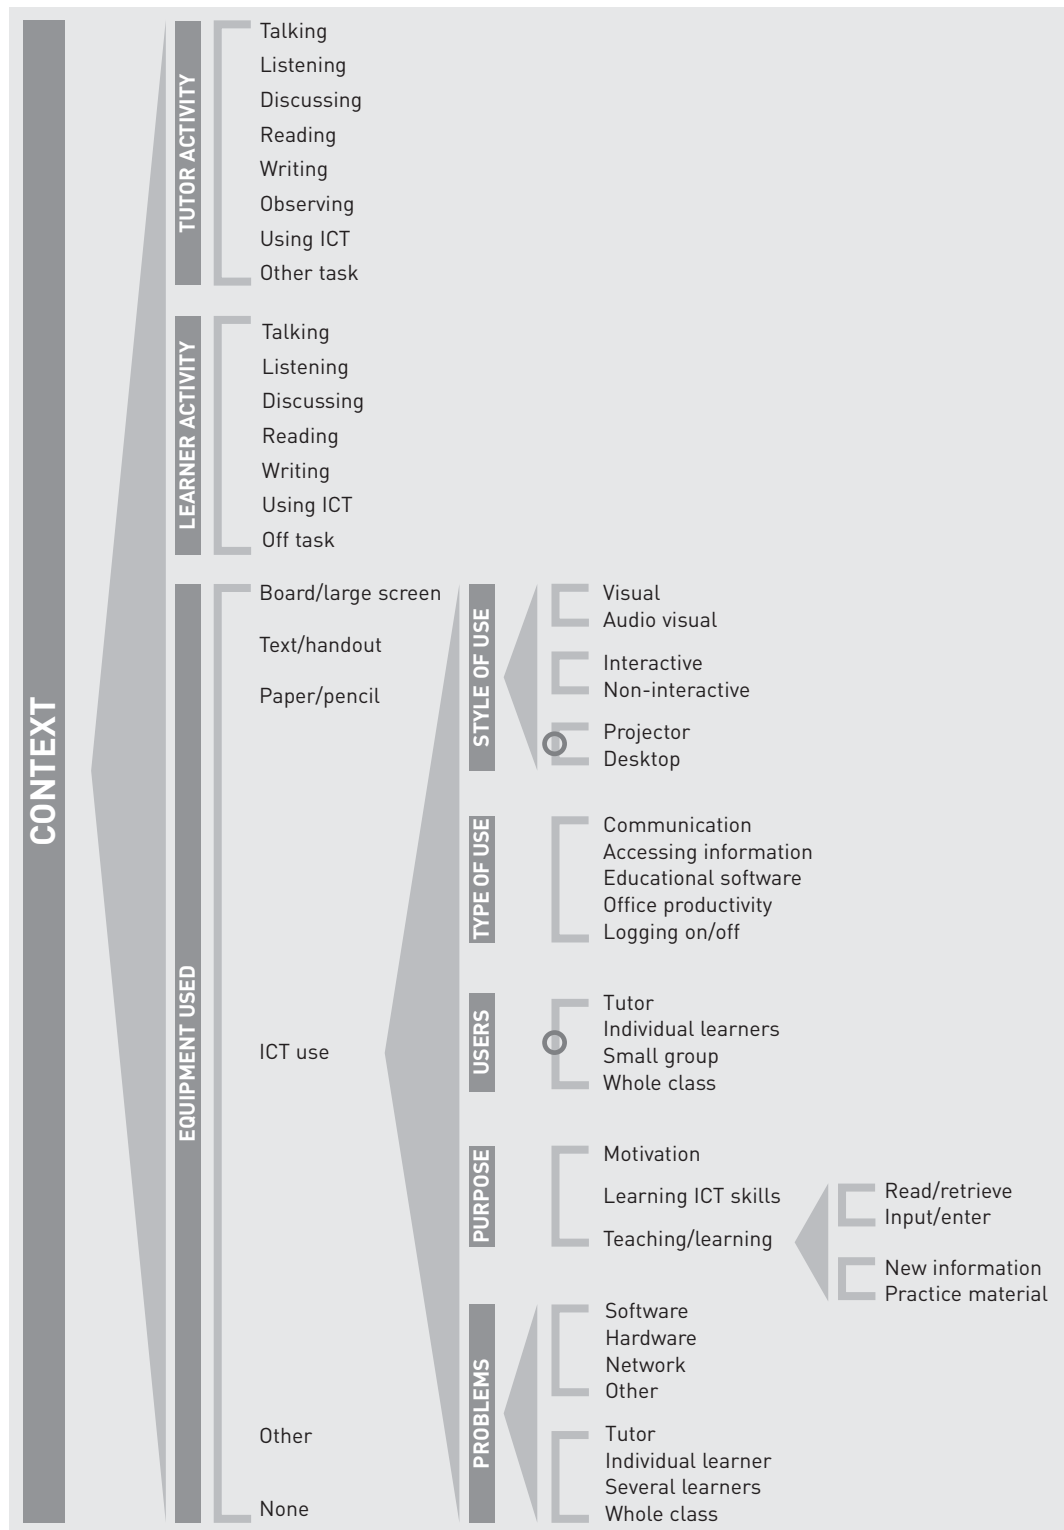 CONTEXT
TUTOR ACTIVITY
Talking
Listening
Discussing
Reading
Writing
Observing
Using ICT
Other task
LEARNER ACTIVITY
Talking
Listening
Discussing
Reading
Writing
Using ICT
Off task
EQUIPMENT USED
Board/large screen
Text/handout
Paper/pencil
ICT use
Other
None
STYLE OF USE
Visual
Audio visual
Interactive
Non-interactive
Projector
Desktop
TYPE OF USE
Communication
Accessing information
Educational software
Office productivity
Logging on/off
USERS
Tutor
Individual learners
Small group
Whole class
PURPOSE
Motivation
Learning ICT skills
Teaching/learning
Read/retrieve
Input/enter
New information
Practice material
PROBLEMS
Software
Hardware
Network
Other
Tutor
Individual learner
Several learners
Whole class